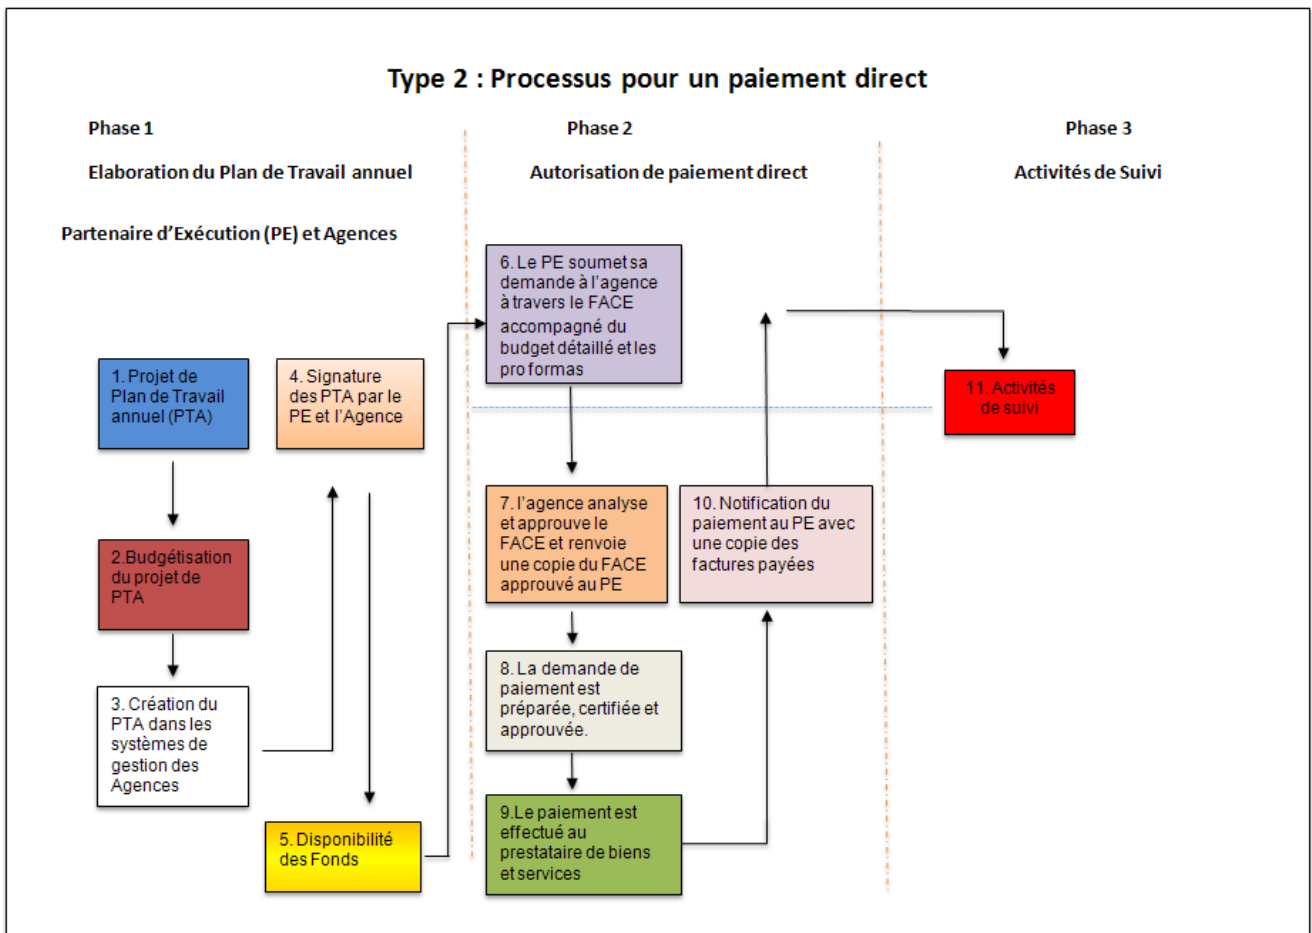 Type 2 : Processus pour un paiement direct
Phase 1
Phase 2
Phase 3
Elaboration du Plan de Travail annuel
Autorisation de paiement direct
Activités de Suivi
Partenaire d'Exécution (PE) et Agences
1. Projet de
Plan de Travail
annuel (PTA)
2.Budgétisation
du projet de
PTA
3. Création du
PTA dans les
systèmes de
gestion des
Agences
4. Signature
des PTA par le
PE et l'Agence
5. Disponibilité
des Fonds
6. Le PE soumet sa
demande à l'agence
à travers le FACE
accompagné du
budget détaillé et les
pro formas
7. l'agence analyse
et approuve le
FACE et renvoie
une copie du FACE
approuvé au PE
8. La demande de
paiement est
préparée, certifiée et
approuvée.
9.Le paiement est
effectué au
prestataire de biens
et services
10. Notification du
paiement au PE avec
une copie des
factures payées
11. Activités
de suivi